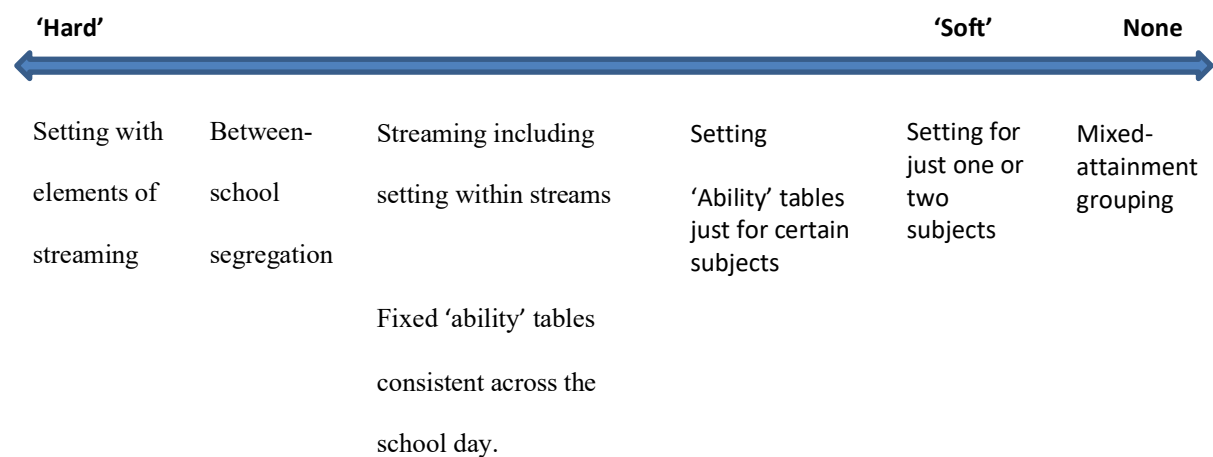 ‘Hard’
‘Soft’
None
Setting with
elements of
streaming
Between-
school
segregation
Streaming including
setting within streams
Fixed ‘ability’ tables
consistent across the
school day.
Setting
‘Ability’ tables
just for certain
subjects
Setting for
just one or
two
subjects
Mixed-
attainment
grouping